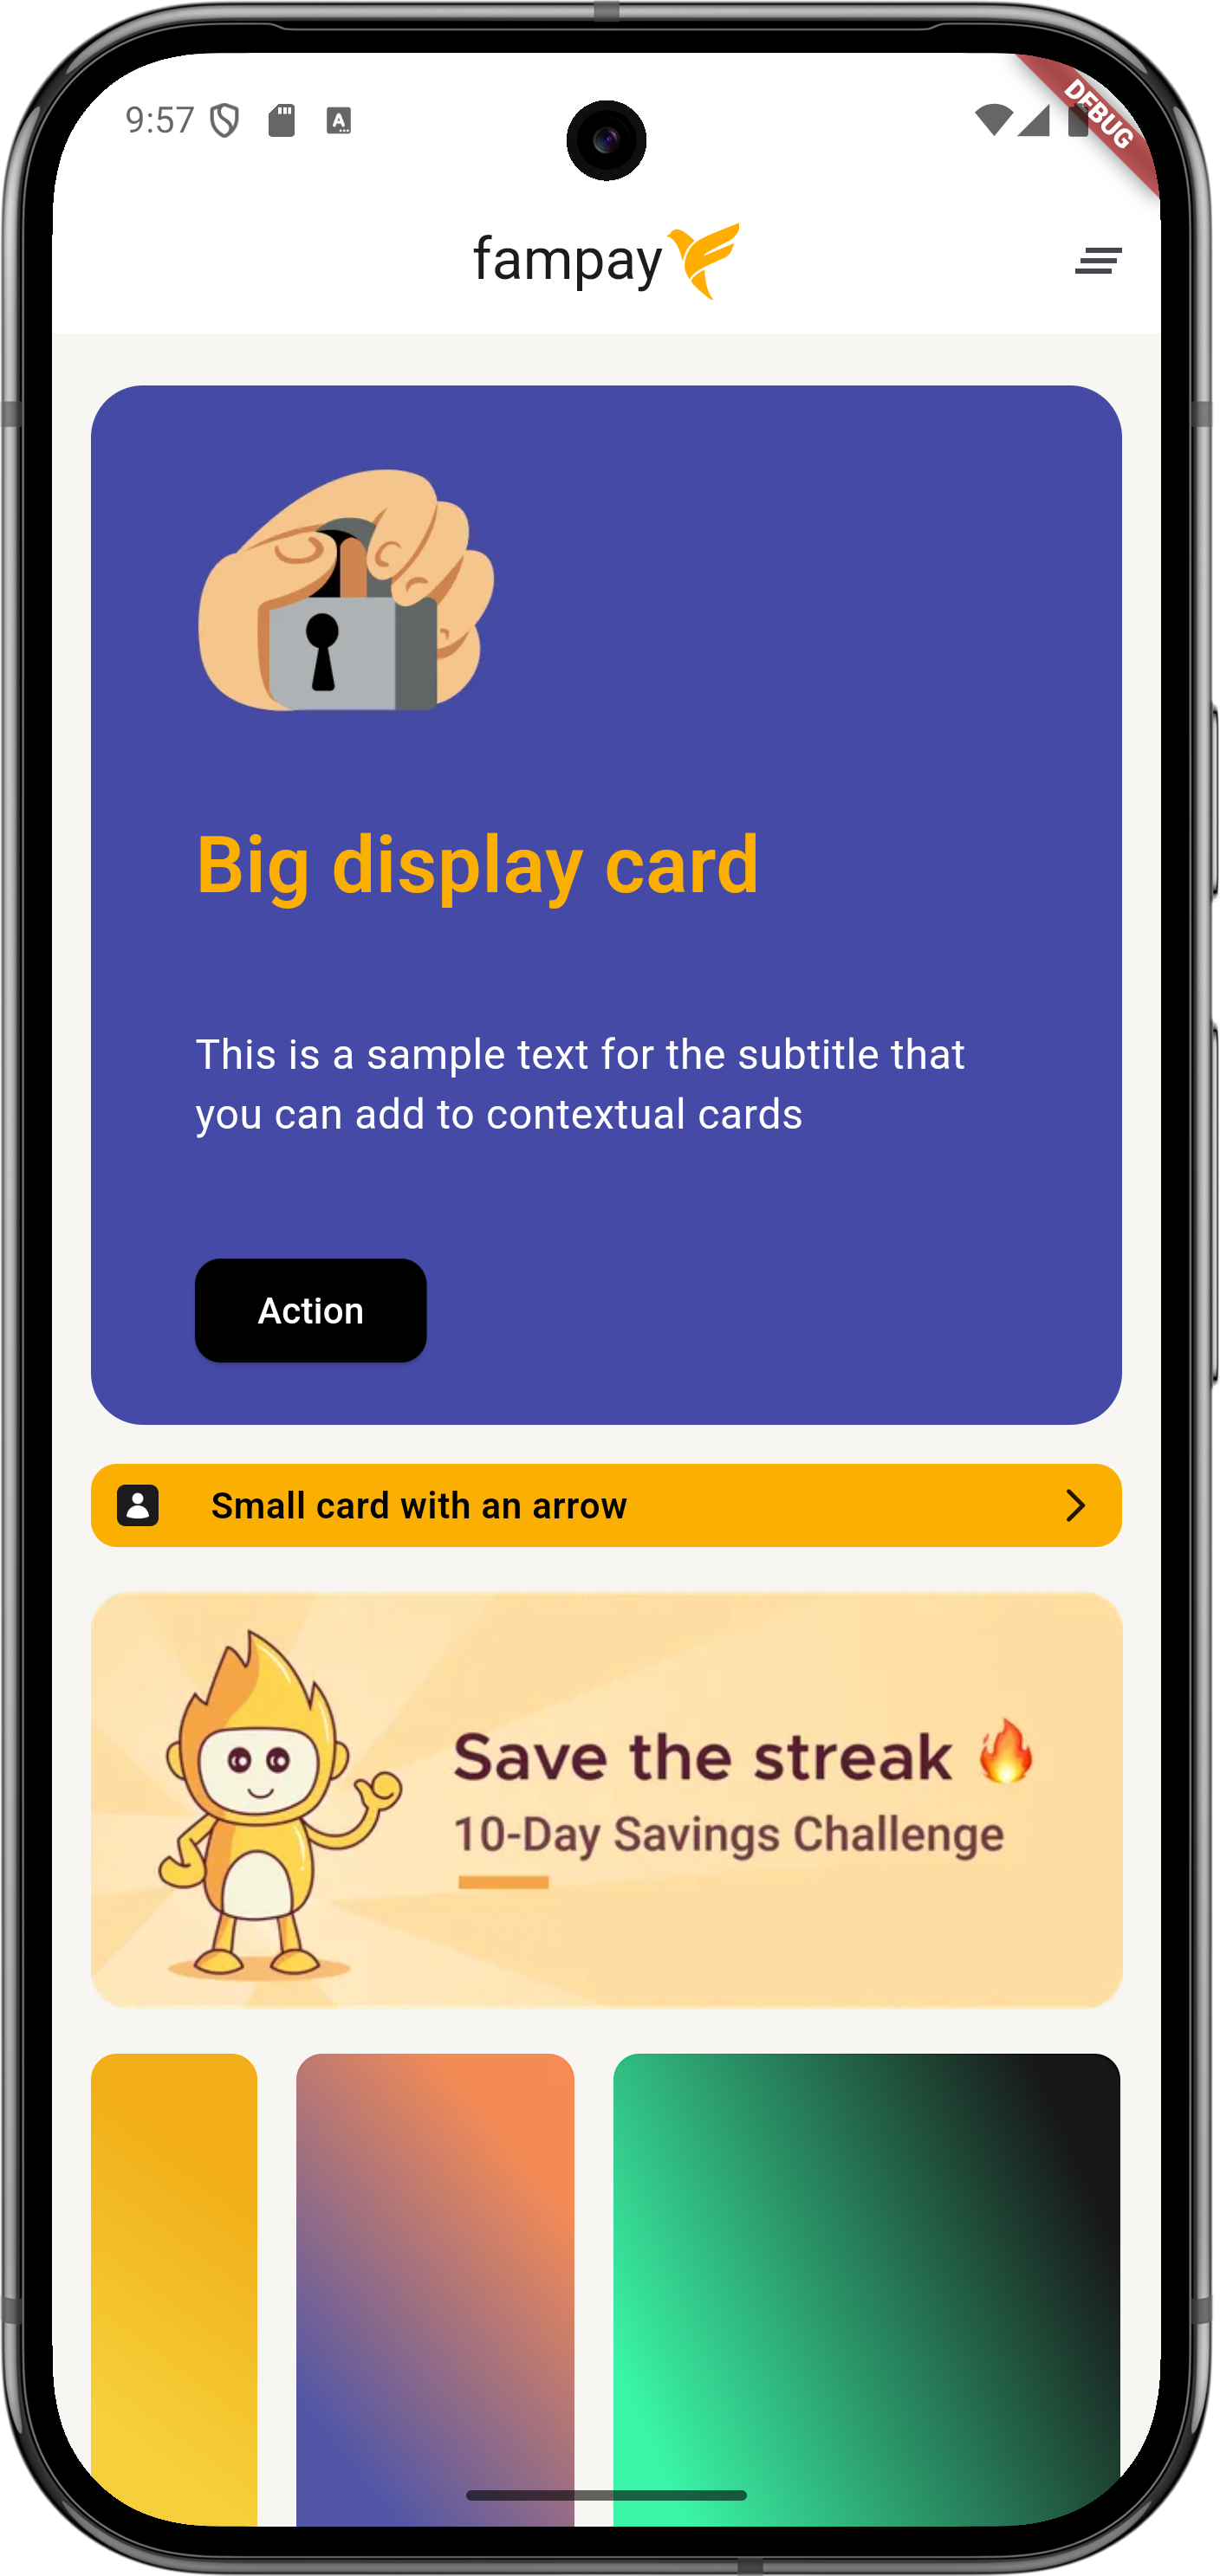 9:57
DEBUG
fampay
Big display card
This is a sample text for the subtitle that
you can add to contextual cards
Action
Small card with an arrow
Save the streak 🔥
10-Day Savings Challenge